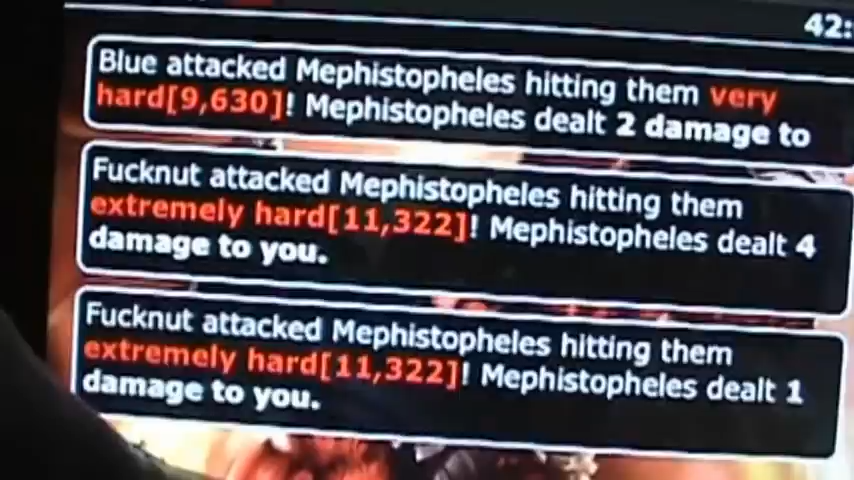 42:
Blue attacked Mephistopheles hitting them very
hard[9,630]! Mephistopheles dealt 2 damage to
Fucknut attacked Mephistopheles hitting them
extremely hard[11,322]! Mephistopheles dealt 4
damage to you.
Fucknut attacked Mephistopheles hitting them
extremely hard[11,322]! Mephistopheles dealt 1
damage to you.